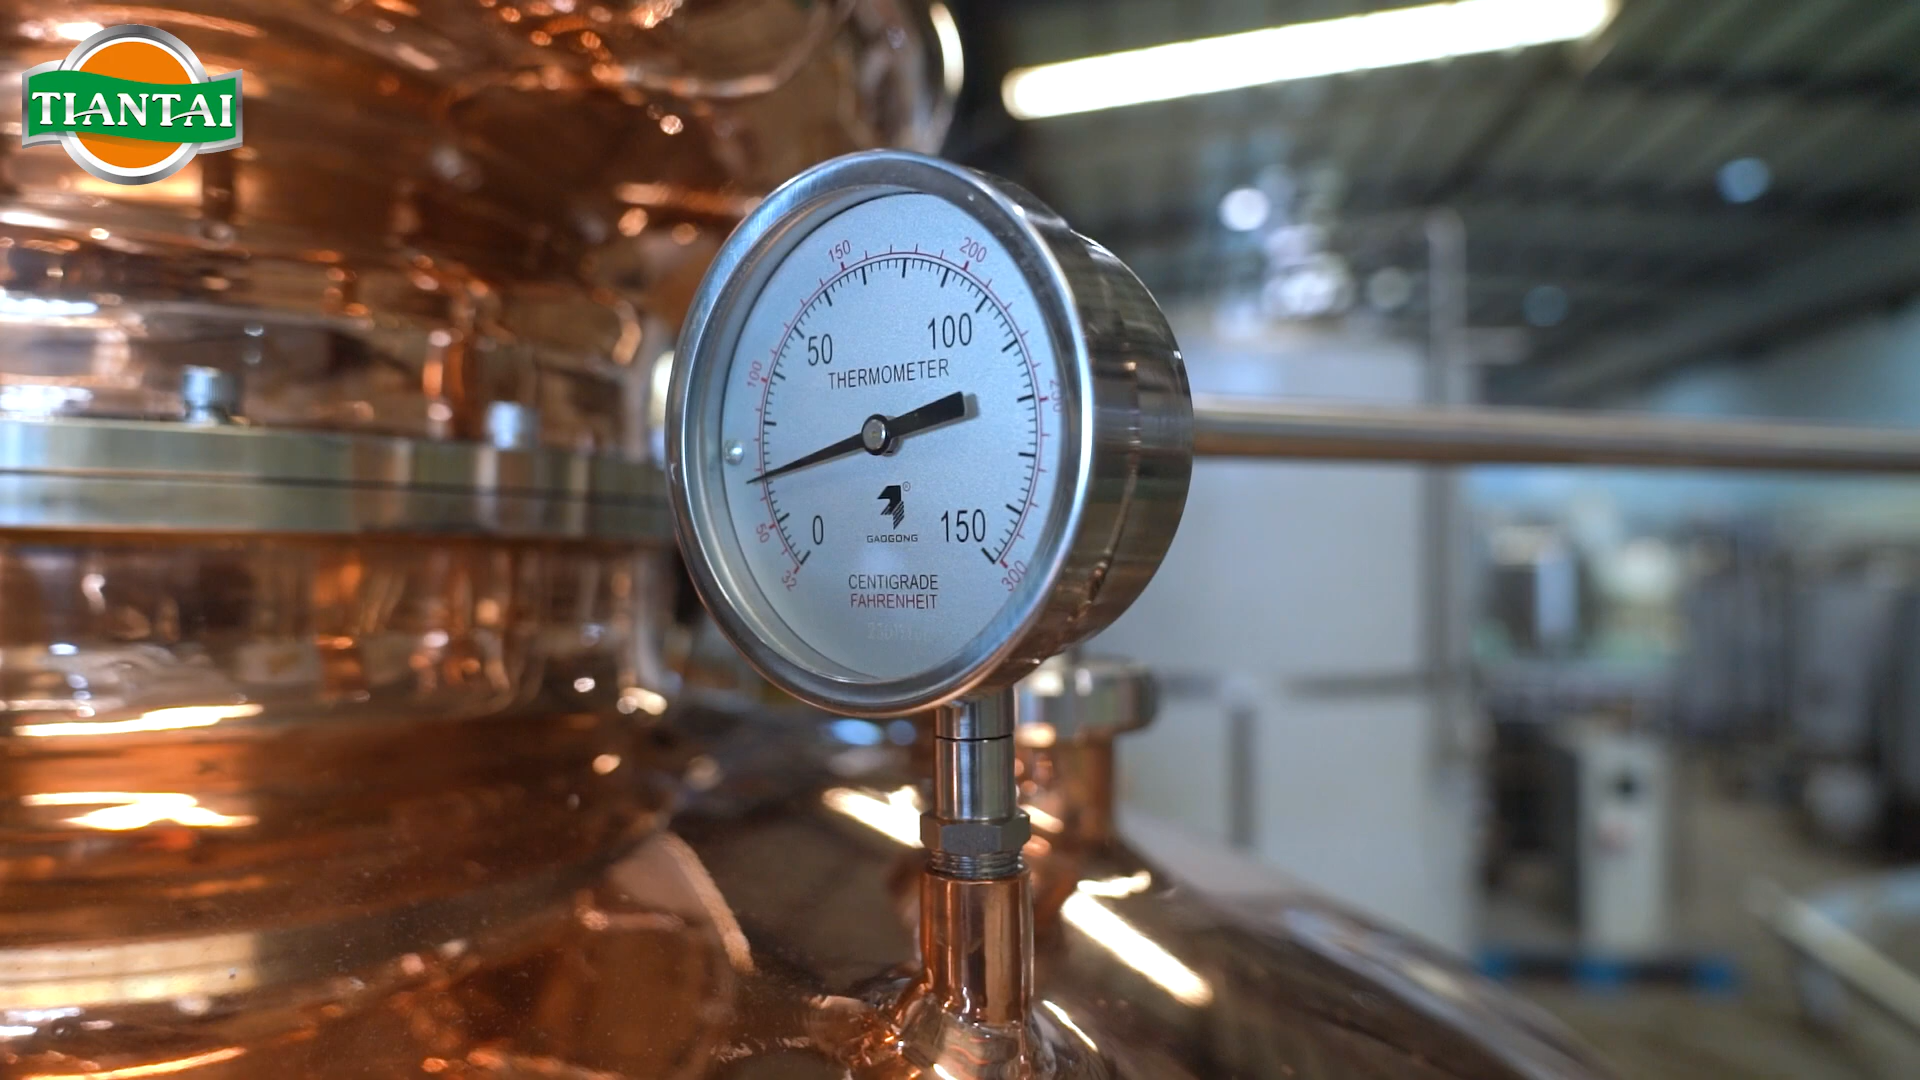 TIANTAI
150
200
100
50
100
THERMOMETER
250
GAOGONG
0
150
50
32
300
CENTIGRADE
FAHRENHEIT